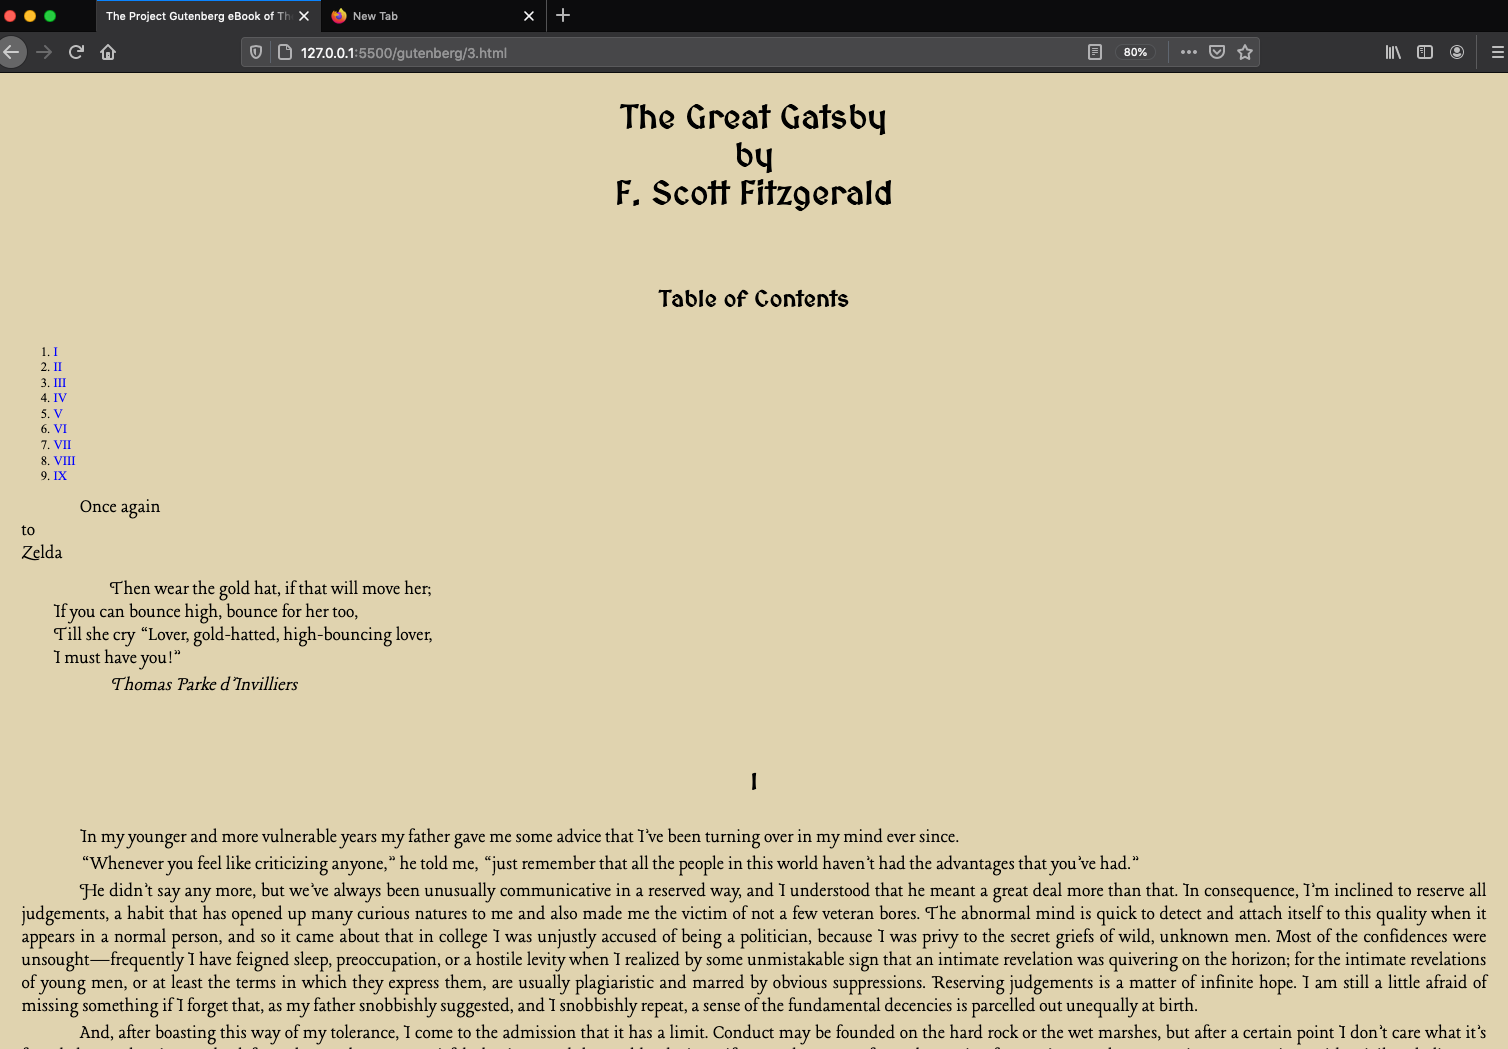 The Project Gutenberg eBook of Th
New Tab
127.0.0.1:5500/gutenberg/3.html
80%
The Great Gatsby
by
F. Scott Fitzgerald
Table of Contents
1. I
2. II
3. III
4. IV
5. V
6. VI
7. VII
8. VIII
9. IX
Once again
to
Zelda
Then wear the gold hat, if that will move her;
If you can bounce high, bounce for her too,
Till she cry “Lover, gold-hatted, high-bouncing lover,
I must have you!”
Thomas Parke d’Invilliers
I
In my younger and more vulnerable years my father gave me some advice that I’ve been turning over in my mind ever since.
“Whenever you feel like criticizing anyone,” he told me, “just remember that all the people in this world haven’t had the advantages that you’ve had.”
He didn’t say any more, but we’ve always been unusually communicative in a reserved way, and I understood that he meant a great deal more than that. In consequence, I’m inclined to reserve all
judgements, a habit that has opened up many curious natures to me and also made me the victim of not a few veteran bores. The abnormal mind is quick to detect and attach itself to this quality when it
appears in a normal person, and so it came about that in college I was unjustly accused of being a politician, because I was privy to the secret griefs of wild, unknown men. Most of the confidences were
unsought—frequently I have feigned sleep, preoccupation, or a hostile levity when I realized by some unmistakable sign that an intimate revelation was quivering on the horizon; for the intimate revelations
of young men, or at least the terms in which they express them, are usually plagiaristic and marred by obvious suppressions. Reserving judgements is a matter of infinite hope. I am still a little afraid of
missing something if I forget that, as my father snobbishly suggested, and I snobbishly repeat, a sense of the fundamental decencies is parcelled out unequally at birth.
And, after boasting this way of my tolerance, I come to the admission that it has a limit. Conduct may be founded on the hard rock or the wet marshes, but after a certain point I don’t care what it’s